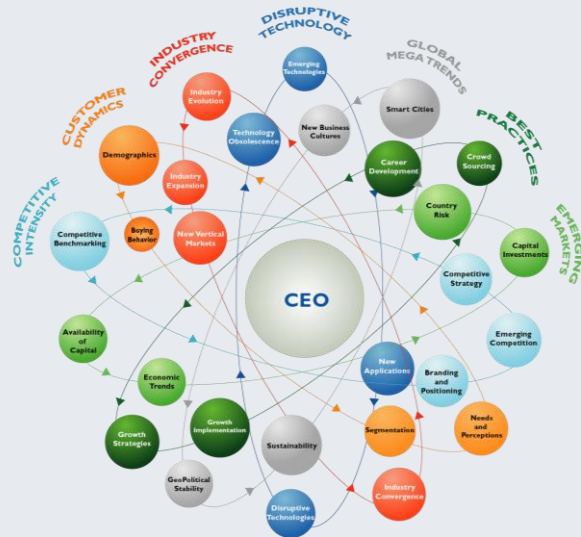 DISRUPTIVE
TECHNOLOGY
INDUSTRY
CONVERGENCE
GLOBAL
MEGA TRENDS
CUSTOMER
DYNAMICS
BEST
PRACTICES
COMPETITIVE
INTENSITY
EMERGING
MARKETS
Emerging
Technologies
Industry
Evolution
Smart Cities
Technology
Obsolescence
New Business
Cultures
Demographics
Career
Development
Crowd
Sourcing
Industry
Expansion
Country
Risk
Competitive
Benchmarking
Buying
Behavior
New Vertical
Markets
Capital
Investments
Competitive
Strategy
CEO
Availability
of
Capital
Emerging
Competition
Economic
Trends
New
Applications
Branding
and
Positioning
Growth
Strategies
Growth
Implementation
Sustainability
Segmentation
Needs
and
Perceptions
GeoPolitical
Stability
Industry
Convergence
Disruptive
Technologies